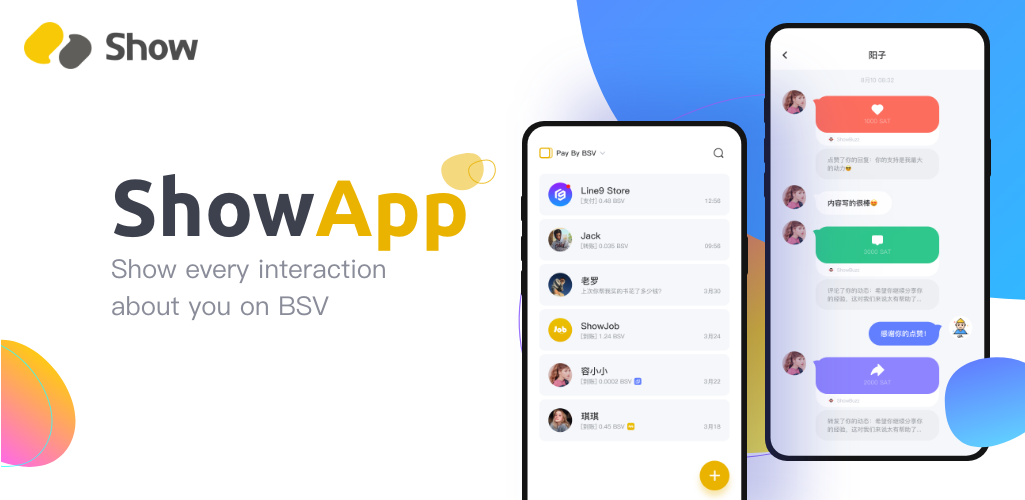 Show
ShowApp
Show every interaction
about you on BSV
Pay By BSV
Line9 Store
[支付] 0.49 BSV
12:56
Jack
[转账] 0.035 BSV
09:56
老罗
上次你帮我买的书花了多少钱?
3月30
ShowJob
[到账] 1.24 BSV
3月24
容小小
[到账] 0.0002 BSV
3月22
琪琪
[到账] 0.45 BSV
3月18
阳子
1000 SAT
ShowBuzz
点赞了你的日星: 你的支持是我最大
的动力😎
内容写的很棒😍
2000 SAT
ShowBuzz
评论了你的动态: 希望你继续分享你
的经验, 这对我们来说太有帮助了...
感谢你的点赞!
2000 SAT
ShowBuzz
转发了你的动态: 希望你继续分享你
的经验, 这对我们来说太有帮助了...